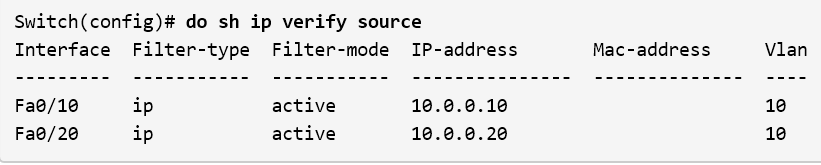 Switch(config)# do sh ip verify source
Interface  Filter-type  Filter-mode  IP-address       Mac-address     Vlan
---------  -----------  -----------  ---------------  --------------  ----
Fa0/10     ip           active       10.0.0.10                        10
Fa0/20     ip           active       10.0.0.20                        10